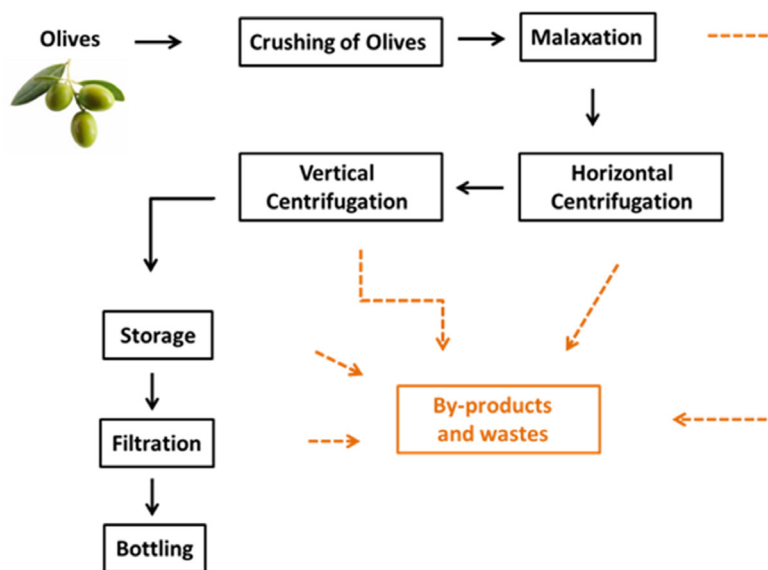 Olives
Crushing of Olives
Malaxation
Vertical
Centrifugation
Horizontal
Centrifugation
Storage
By-products
and wastes
Filtration
Bottling